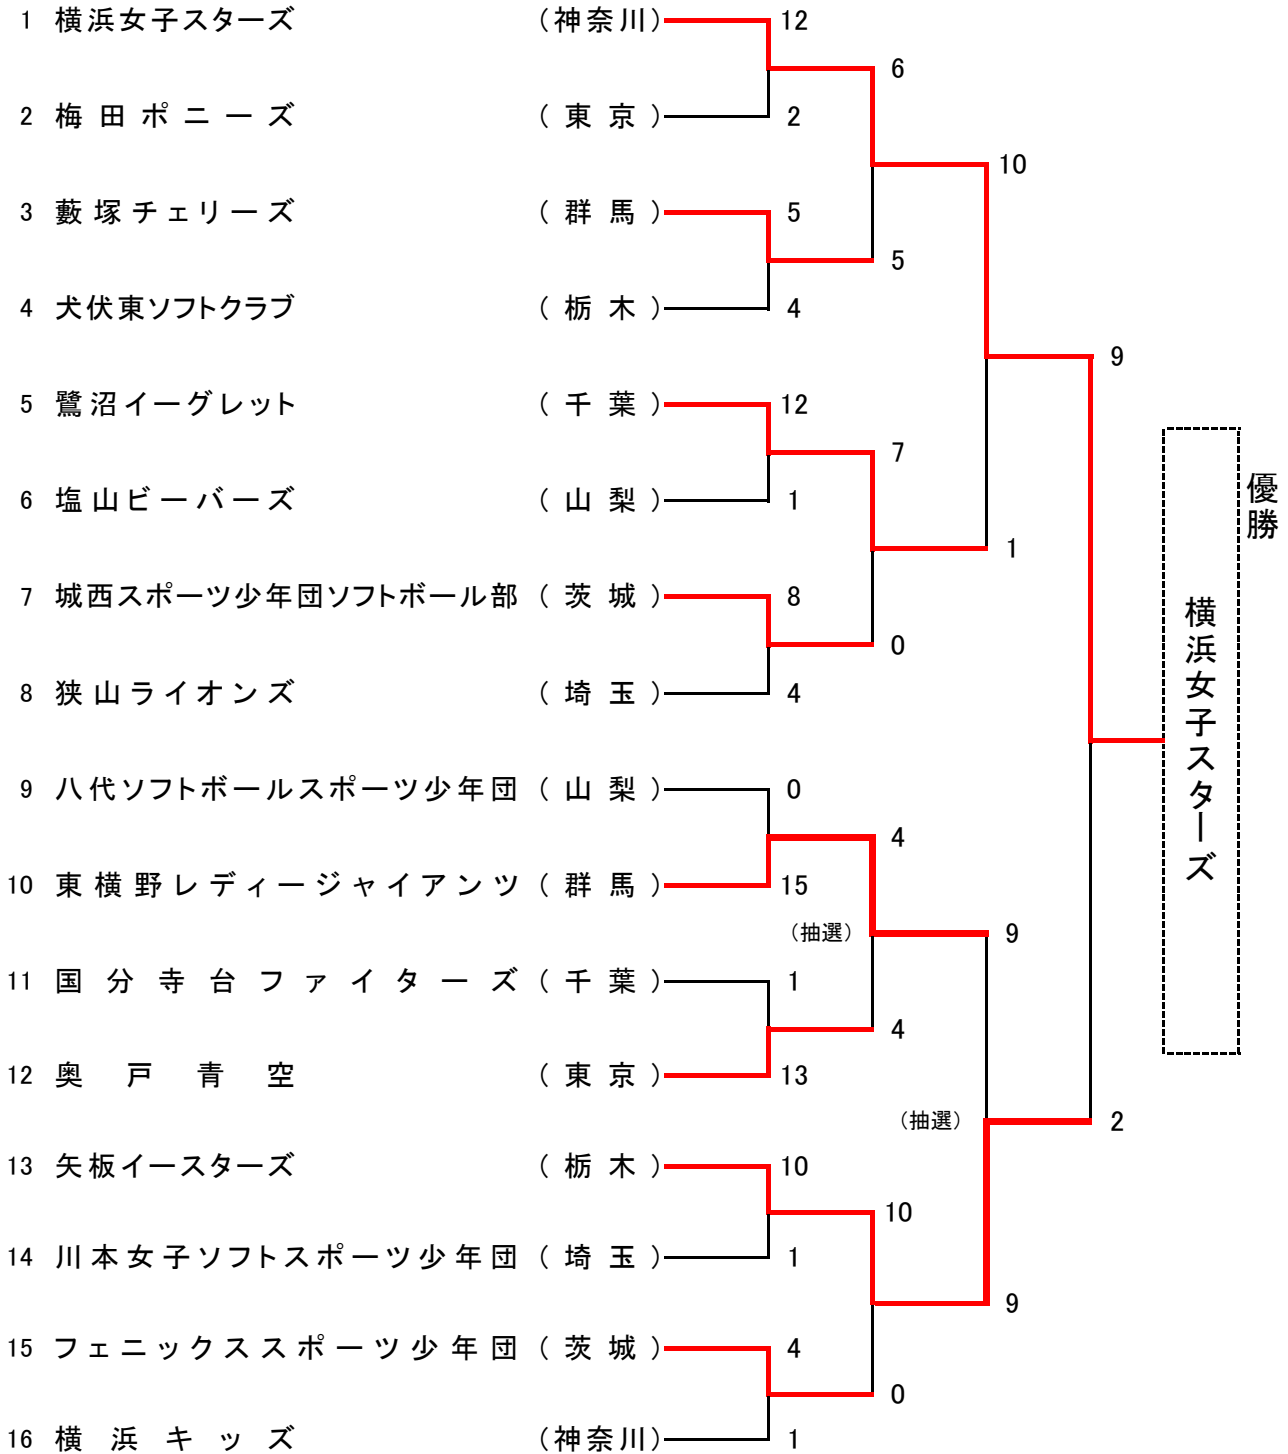 1 横浜女子スターズ (神奈川) 12
6
2 梅田ポニーズ (東京) 2
10
3 藪塚チェリーズ (群馬) 5
5
4 犬伏東ソフトクラブ (栃木) 4
9
5 鷺沼イーグレット (千葉) 12
7
6 塩山ビーバーズ (山梨) 1
優勝
1
7 城西スポーツ少年団ソフトボール部 (茨城) 8
0
8 狭山ライオンズ (埼玉) 4
横浜女子スターズ
9 八代ソフトボールスポーツ少年団 (山梨) 0
4
10 東横野レディージャイアンツ (群馬) 15
(抽選) 9
11 国分寺台ファイターズ (千葉) 1
4
12 奥戸青空 (東京) 13
(抽選) 2
13 矢板イースターズ (栃木) 10
10
14 川本女子ソフトスポーツ少年団 (埼玉) 1
9
15 フェニックススポーツ少年団 (茨城) 4
0
16 横浜キッズ (神奈川) 1